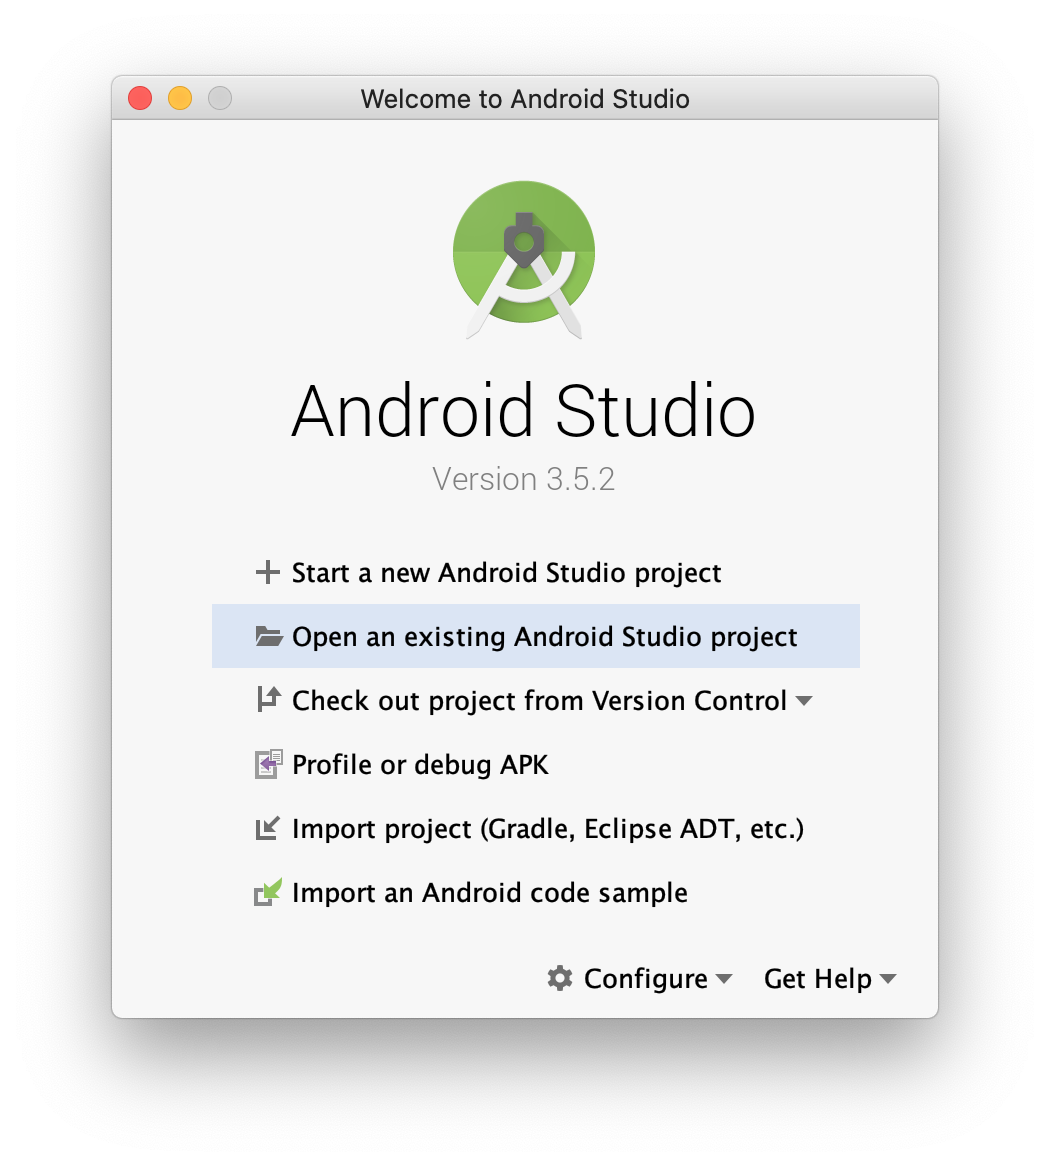 Welcome to Android Studio
Android Studio
Version 3.5.2
Start a new Android Studio project
Open an existing Android Studio project
Check out project from Version Control
Profile or debug APK
Import project (Gradle, Eclipse ADT, etc.)
Import an Android code sample
Configure Get Help